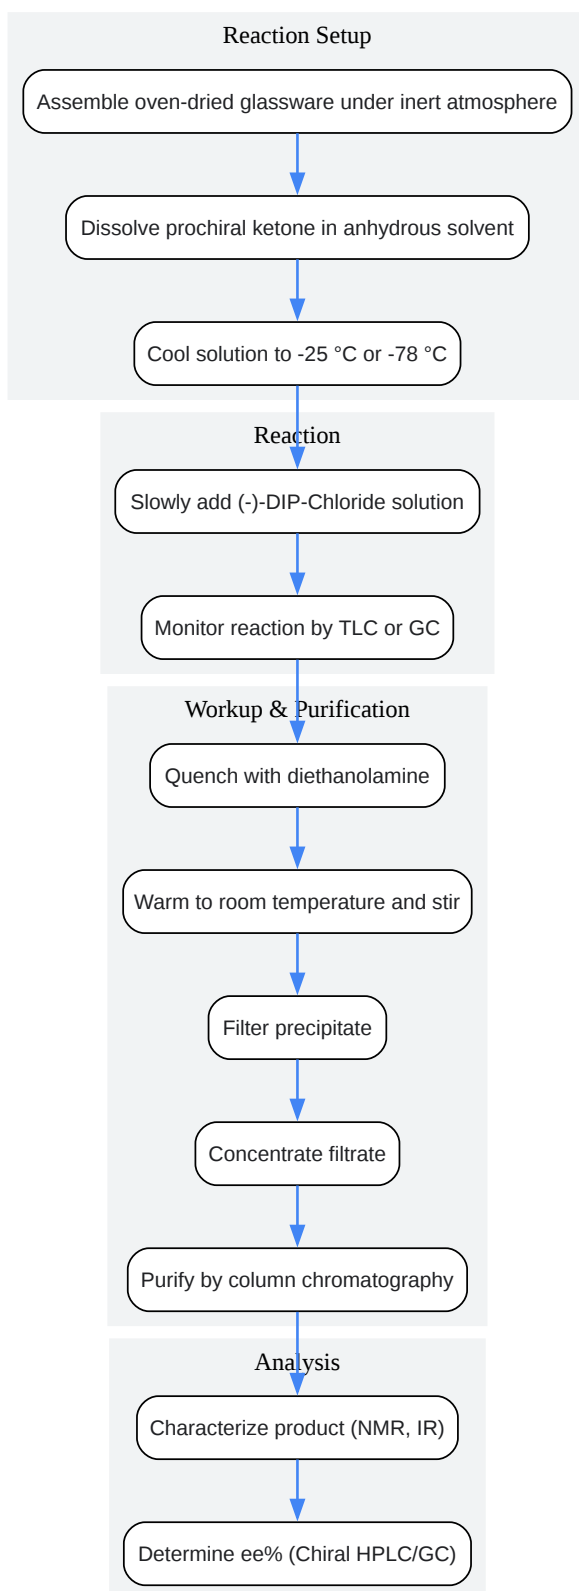 Reaction Setup
Assemble oven-dried glassware under inert atmosphere
Dissolve prochiral ketone in anhydrous solvent
Cool solution to -25 °C or -78 °C
Reaction
Slowly add (-)-DIP-Chloride solution
Monitor reaction by TLC or GC
Workup & Purification
Quench with diethanolamine
Warm to room temperature and stir
Filter precipitate
Concentrate filtrate
Purify by column chromatography
Analysis
Characterize product (NMR, IR)
Determine ee% (Chiral HPLC/GC)